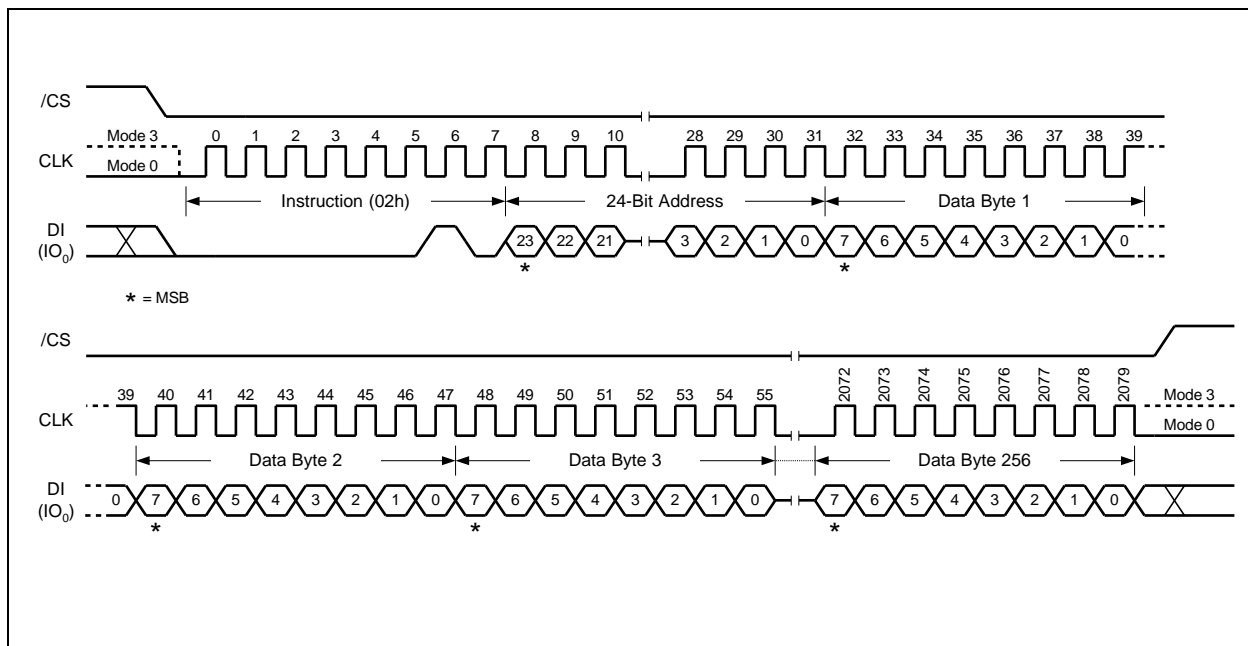 /CS
Mode 3 0 1 2 3 4 5 6 7 8 9 10 28 29 30 31 32 33 34 35 36 37 38 39
CLK Mode 0
Instruction (02h) 24-Bit Address Data Byte 1
DI
(IO0) 23 22 21 3 2 1 0 7 6 5 4 3 2 1 0
* *
* = MSB
/CS
39 40 41 42 43 44 45 46 47 48 49 50 51 52 53 54 55 2072 2073 2074 2075 2076 2077 2078 2079 Mode 3
CLK Mode 0
Data Byte 2 Data Byte 3 Data Byte 256
DI
(IO0) 0 7 6 5 4 3 2 1 0 7 6 5 4 3 2 1 0 7 6 5 4 3 2 1 0
* * *